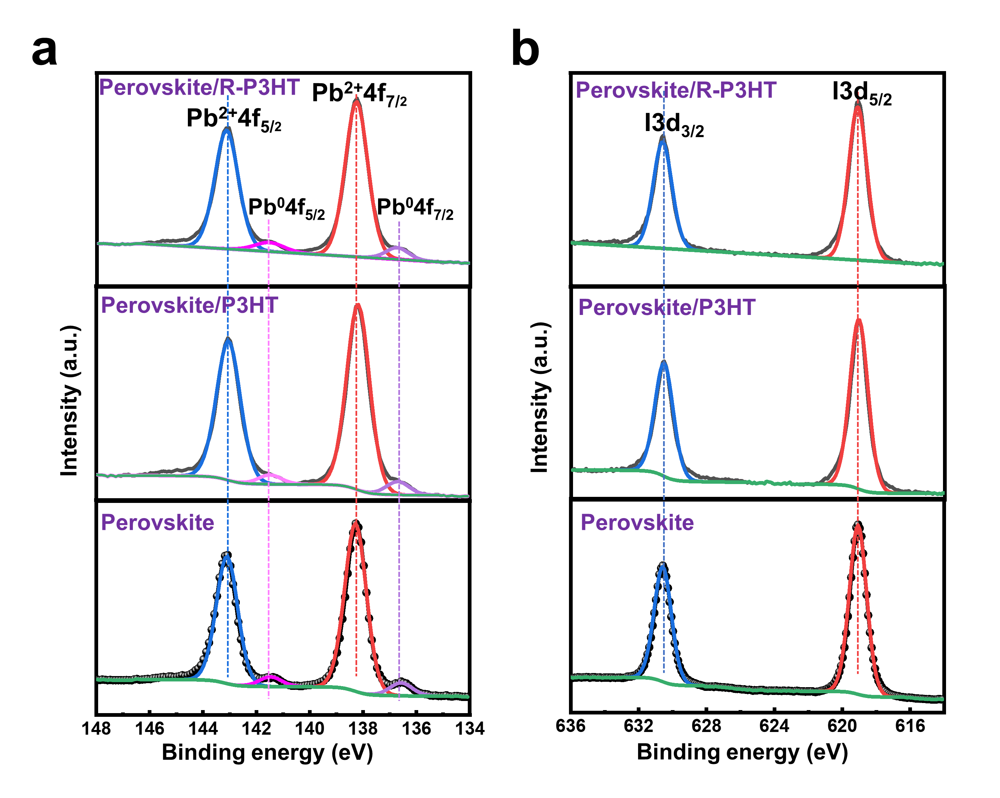 a
Perovskite/R-P3HT
Pb²⁺4f₇/₂
Pb²⁺4f₅/₂
Pb⁰4f₅/₂
Pb⁰4f₇/₂
Perovskite/P3HT
Perovskite
Intensity (a.u.)
148 146 144 142 140 138 136 134
Binding energy (eV)
b
Perovskite/R-P3HT
I3d₅/₂
I3d₃/₂
Perovskite/P3HT
Perovskite
Intensity (a.u.)
636 632 628 624 620 616
Binding energy (eV)